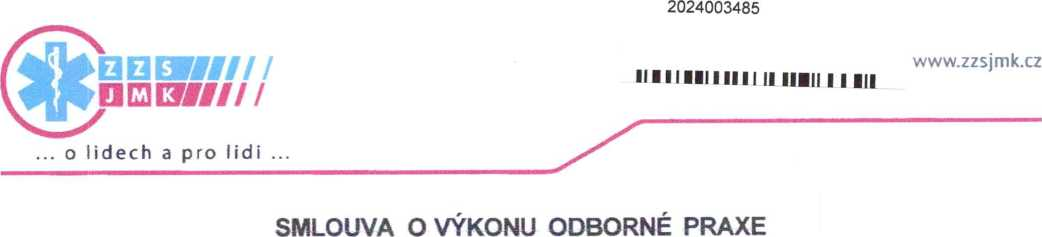 2024003485
ZZS
JMK
www.zzsjmk.cz
... o lidech a pro lidi ...
SMLOUVA O VÝKONU ODBORNÉ PRAXE